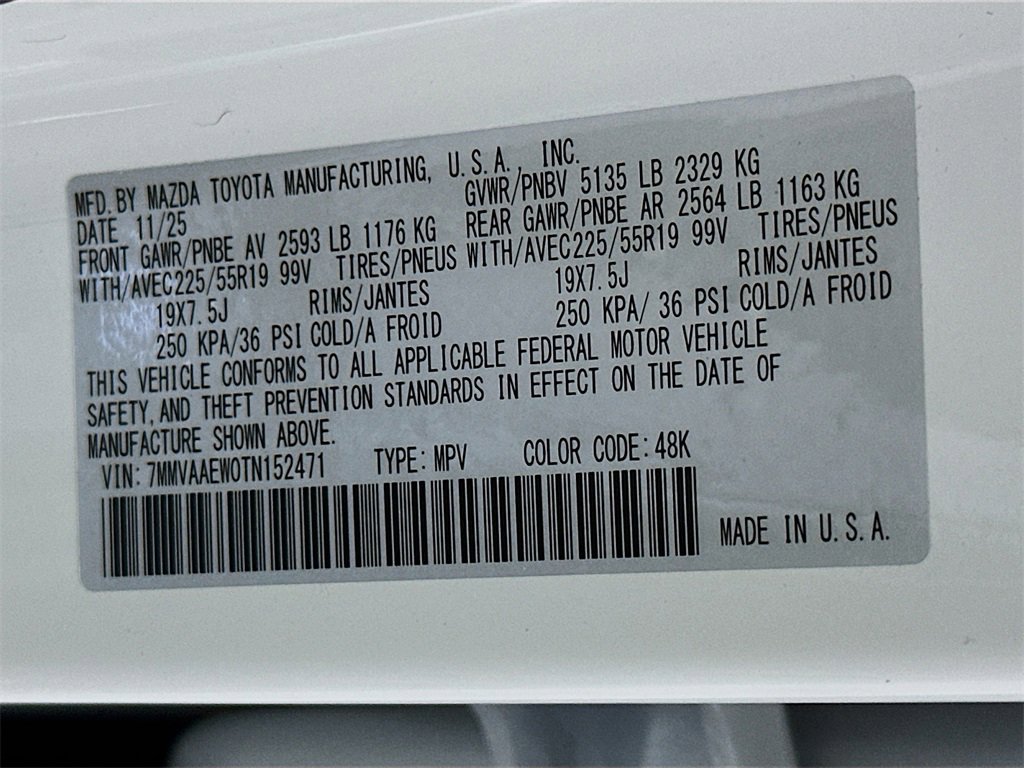 MFD. BY MAZDA TOYOTA MANUFACTURING, U.S.A., INC.
DATE 11/25 GVWR/PNBV 5135 LB 2329 KG
FRONT GAWR/PNBE AV 2593 LB 1176 KG REAR GAWR/PNBE AR 2564 LB 1163 KG
WITH/AVEC225/55R19 99V TIRES/PNEUS WITH/AVEC225/55R19 99V TIRES/PNEUS
19X7.5J RIMS/JANTES 19X7.5J RIMS/JANTES
250 KPA/36 PSI COLD/A FROID 250 KPA/ 36 PSI COLD/A FROID
THIS VEHICLE CONFORMS TO ALL APPLICABLE FEDERAL MOTOR VEHICLE
SAFETY, AND THEFT PREVENTION STANDARDS IN EFFECT ON THE DATE OF
MANUFACTURE SHOWN ABOVE.
VIN: 7MMVAAEW0TN152471 TYPE: MPV COLOR CODE: 48K
MADE IN U.S.A.